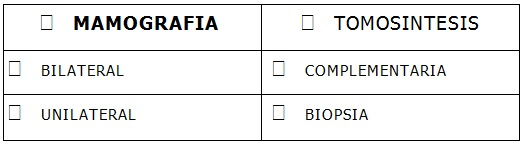 ☐ MAMOGRAFIA ☐ TOMOSINTESIS
☐ BILATERAL ☐ COMPLEMENTARIA
☐ UNILATERAL ☐ BIOPSIA